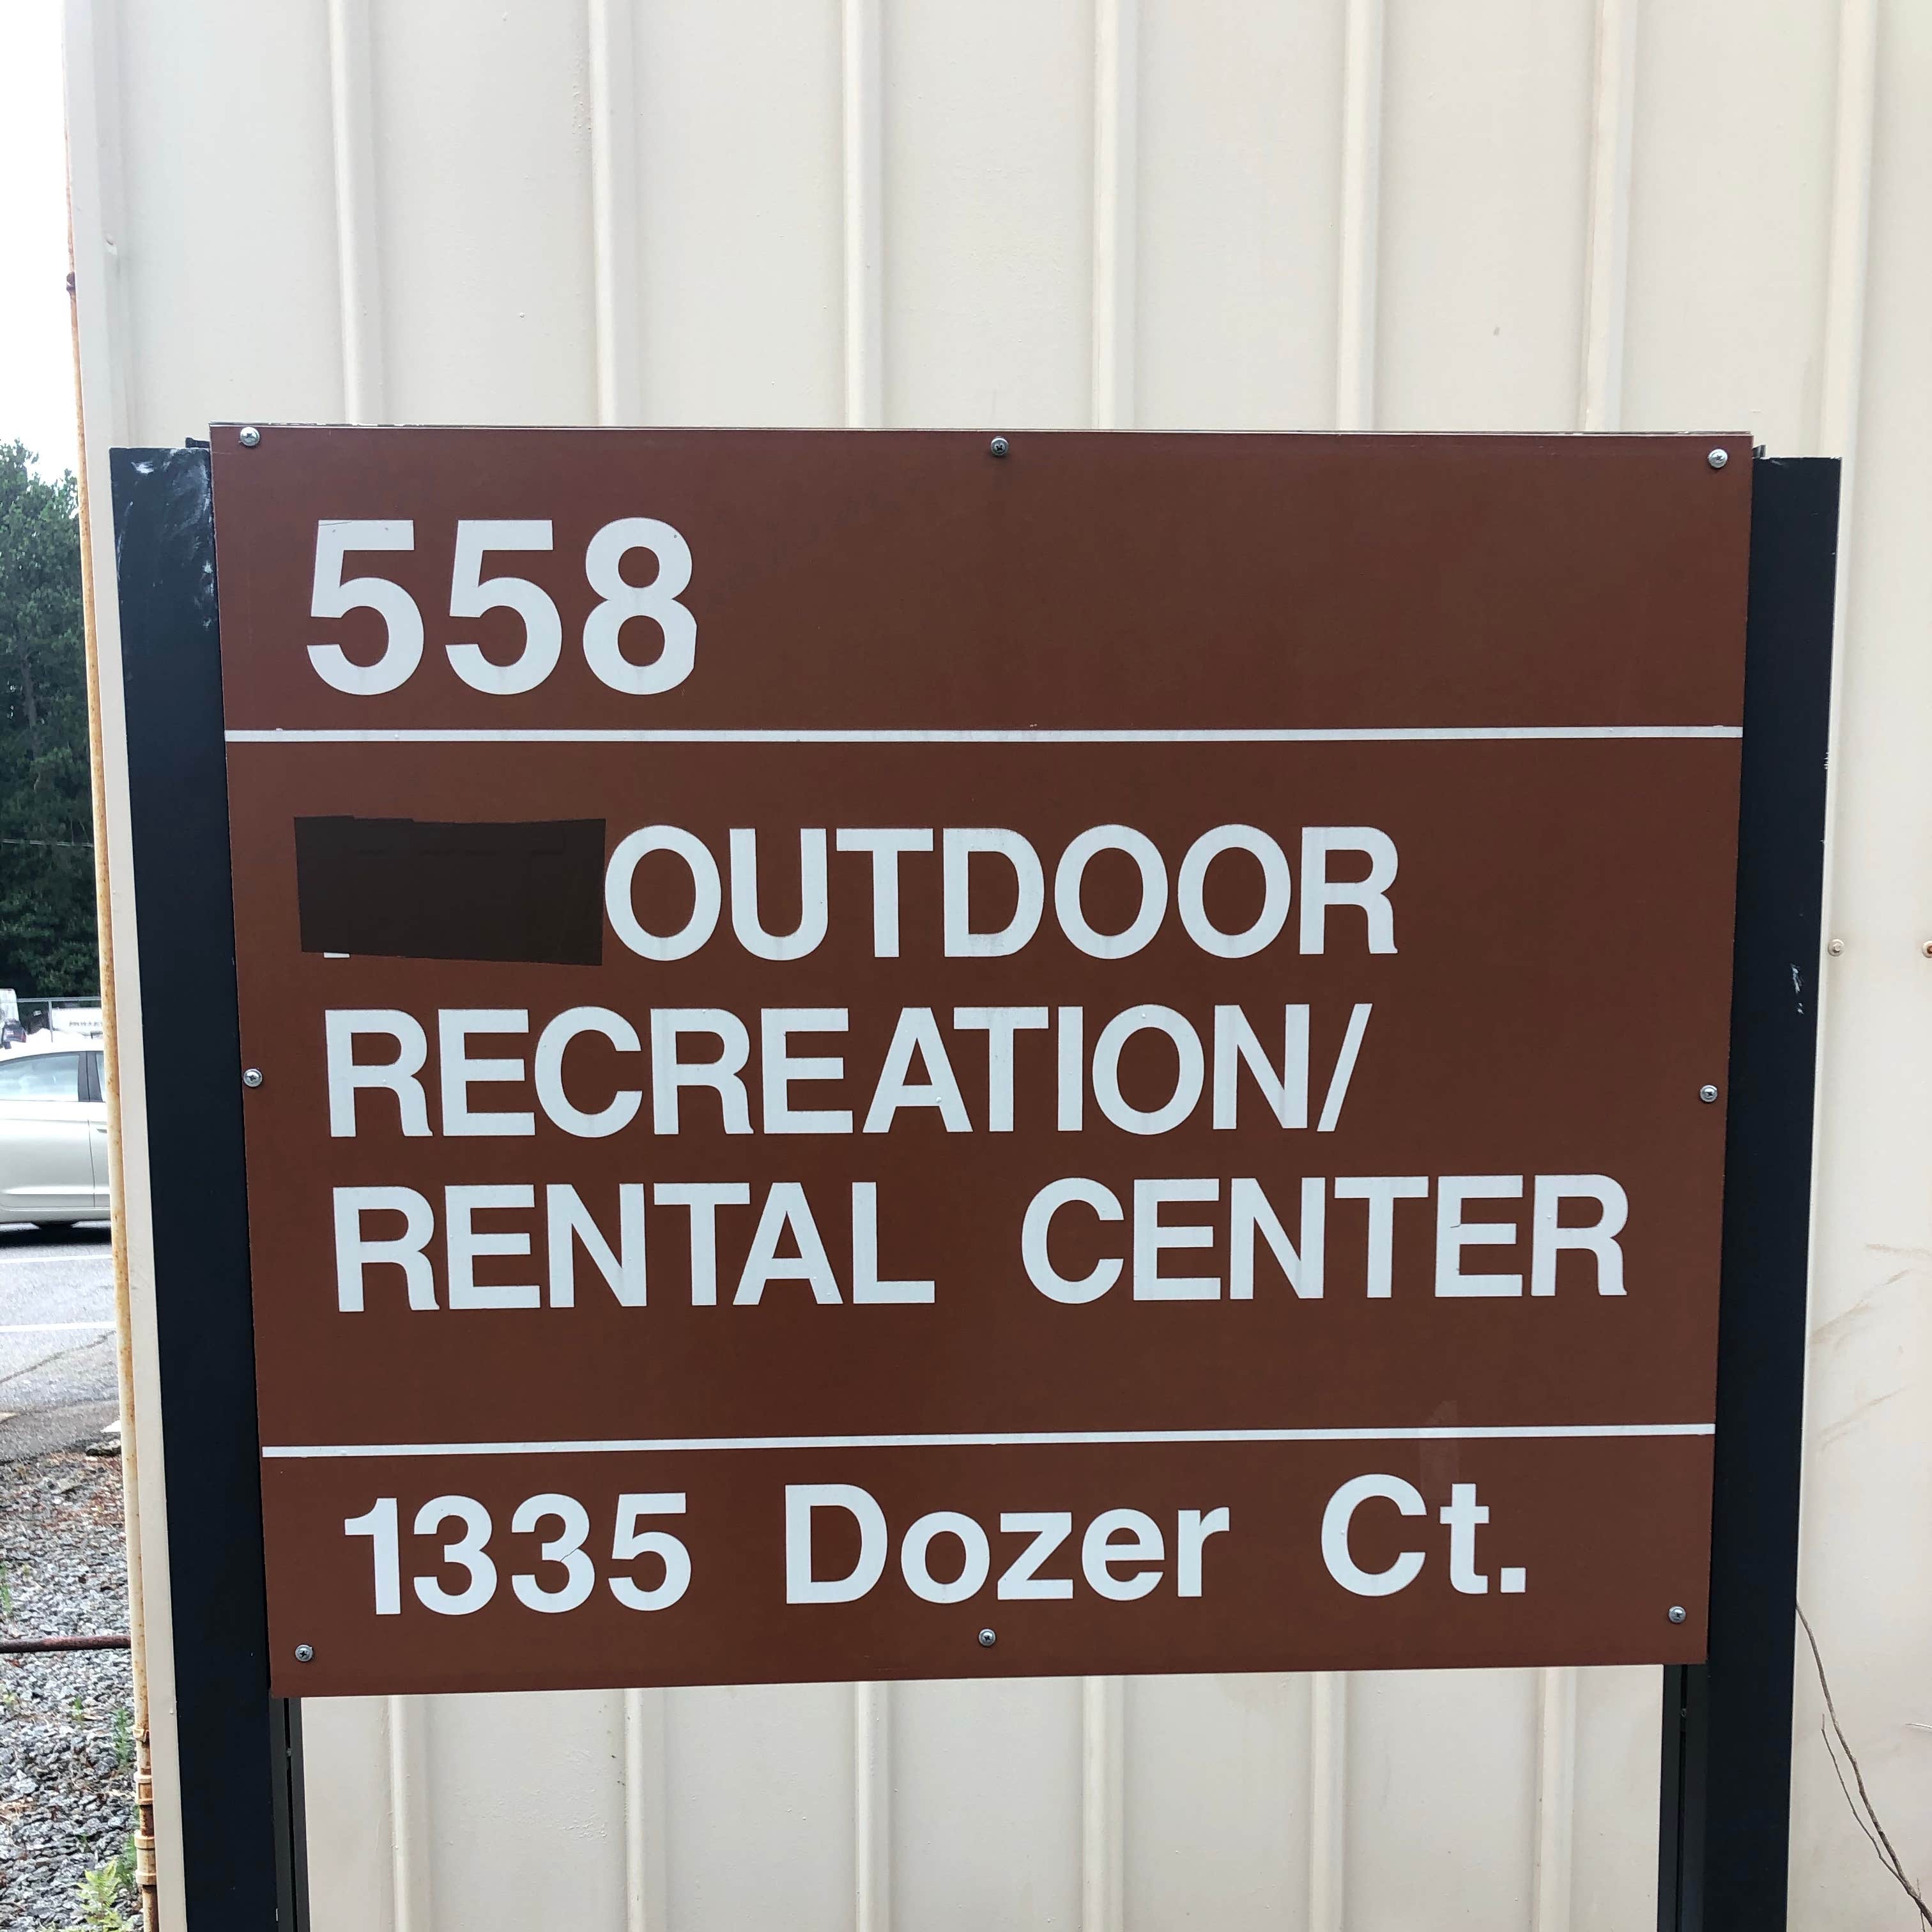 558
OUTDOOR
RECREATION/
RENTAL CENTER
1335 Dozer Ct.